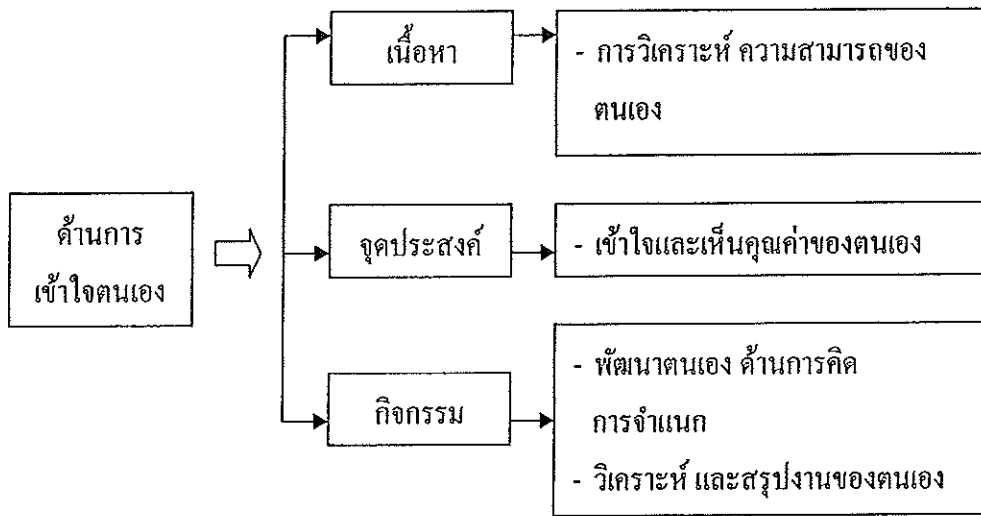 ด้านการ
เข้าใจตนเอง
เนื้อหา
- การวิเคราะห์ ความสามารถของ
ตนเอง
จุดประสงค์
- เข้าใจและเห็นคุณค่าของตนเอง
กิจกรรม
- พัฒนาตนเอง ด้านการคิด
การจำแนก
- วิเคราะห์ และสรุปงานของตนเอง